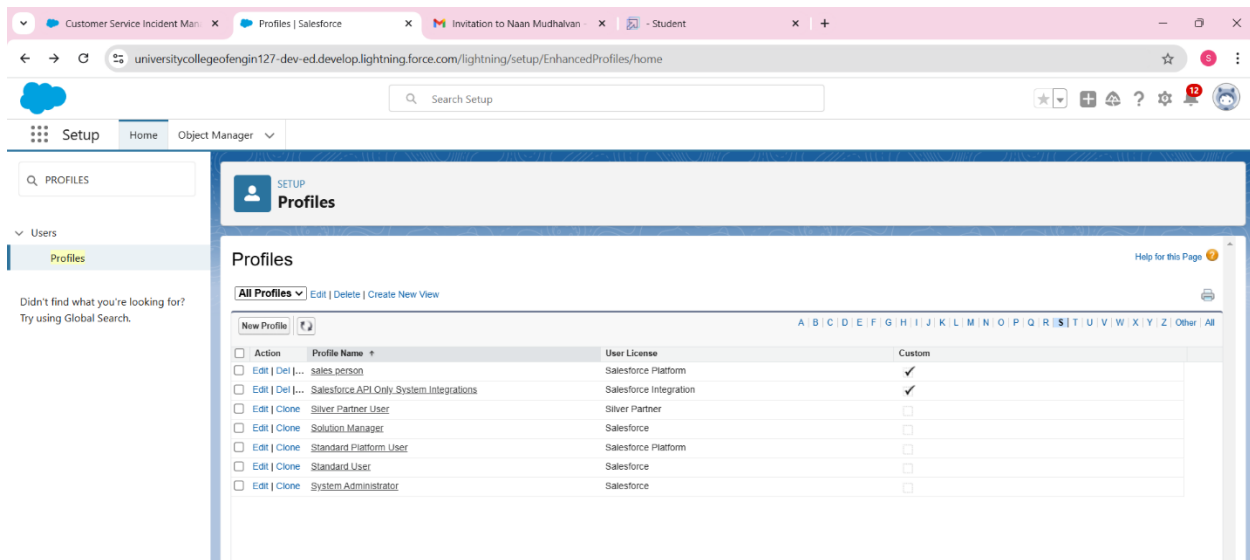 Customer Service Incident Man
Profiles | Salesforce
Invitation to Naan Mudhalvan
- Student
universitycollegeofengin127-dev-ed.develop.lightning.force.com/lightning/setup/EnhancedProfiles/home
S
Search Setup
12
Setup
Home
Object Manager
PROFILES
Users
Profiles
Didn't find what you're looking for?
Try using Global Search.
SETUP
Profiles
Profiles
Help for this Page
All Profiles Edit | Delete | Create New View
New Profile
A | B | C | D | E | F | G | H | I | J | K | L | M | N | O | P | Q | R | S | T | U | V | W | X | Y | Z | Other | All
Action Profile Name User License Custom
Edit | Del |... sales person Salesforce Platform
Edit | Del |... Salesforce API Only System Integrations Salesforce Integration
Edit | Clone Silver Partner User Silver Partner
Edit | Clone Solution Manager Salesforce
Edit | Clone Standard Platform User Salesforce Platform
Edit | Clone Standard User Salesforce
Edit | Clone System Administrator Salesforce